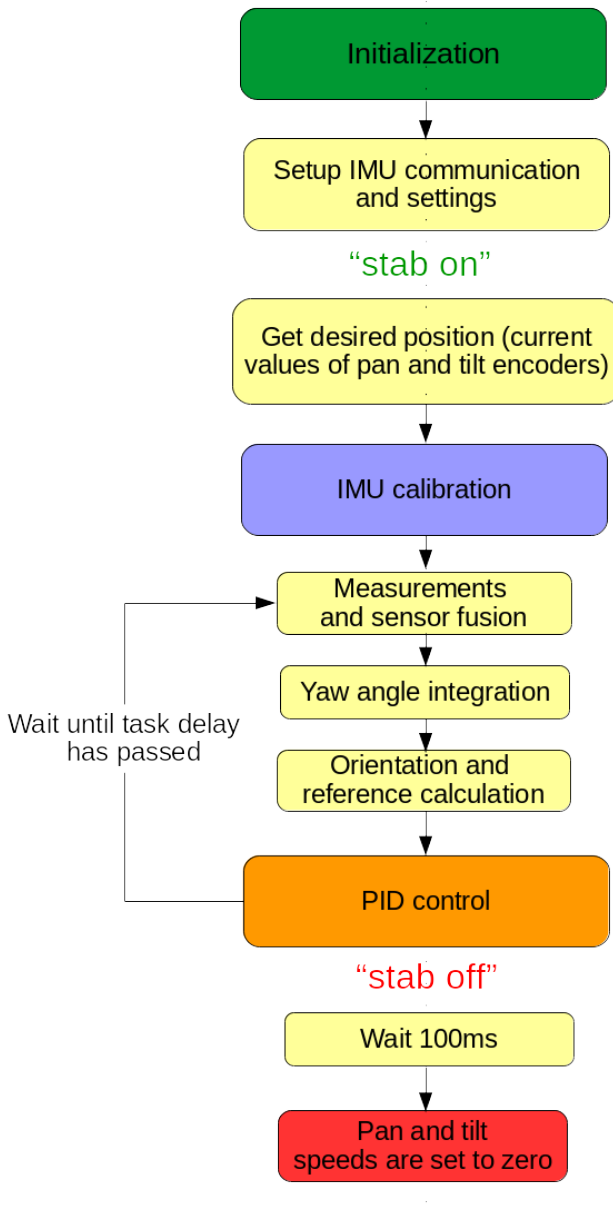 Initialization
Setup IMU communication
and settings
“stab on”
Get desired position (current
values of pan and tilt encoders)
IMU calibration
Measurements
and sensor fusion
Yaw angle integration
Wait until task delay
has passed
Orientation and
reference calculation
PID control
“stab off”
Wait 100ms
Pan and tilt
speeds are set to zero